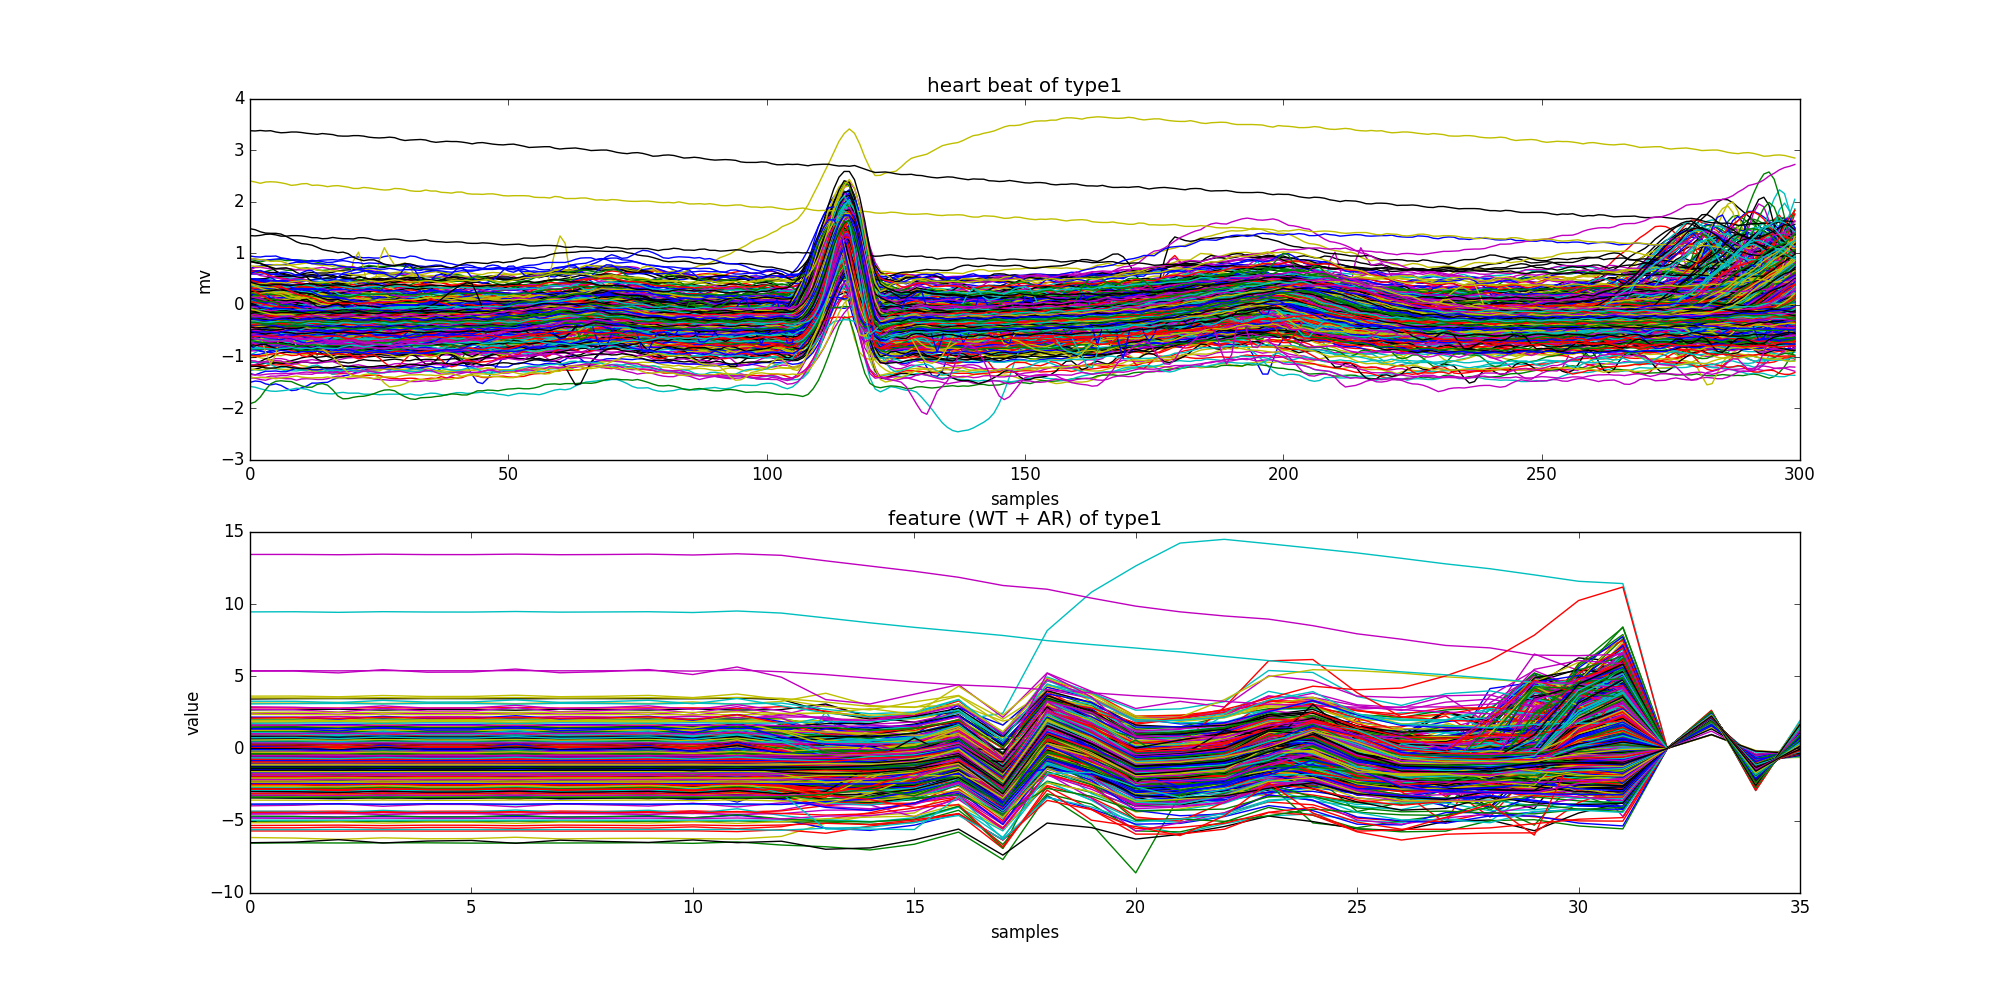 heart beat of type1
4
3
2
1
0
−1
−2
−3
mv
0 50 100 150 200 250 300
samples
feature (WT + AR) of type1
15
10
5
0
−5
−10
value
0 5 10 15 20 25 30 35
samples